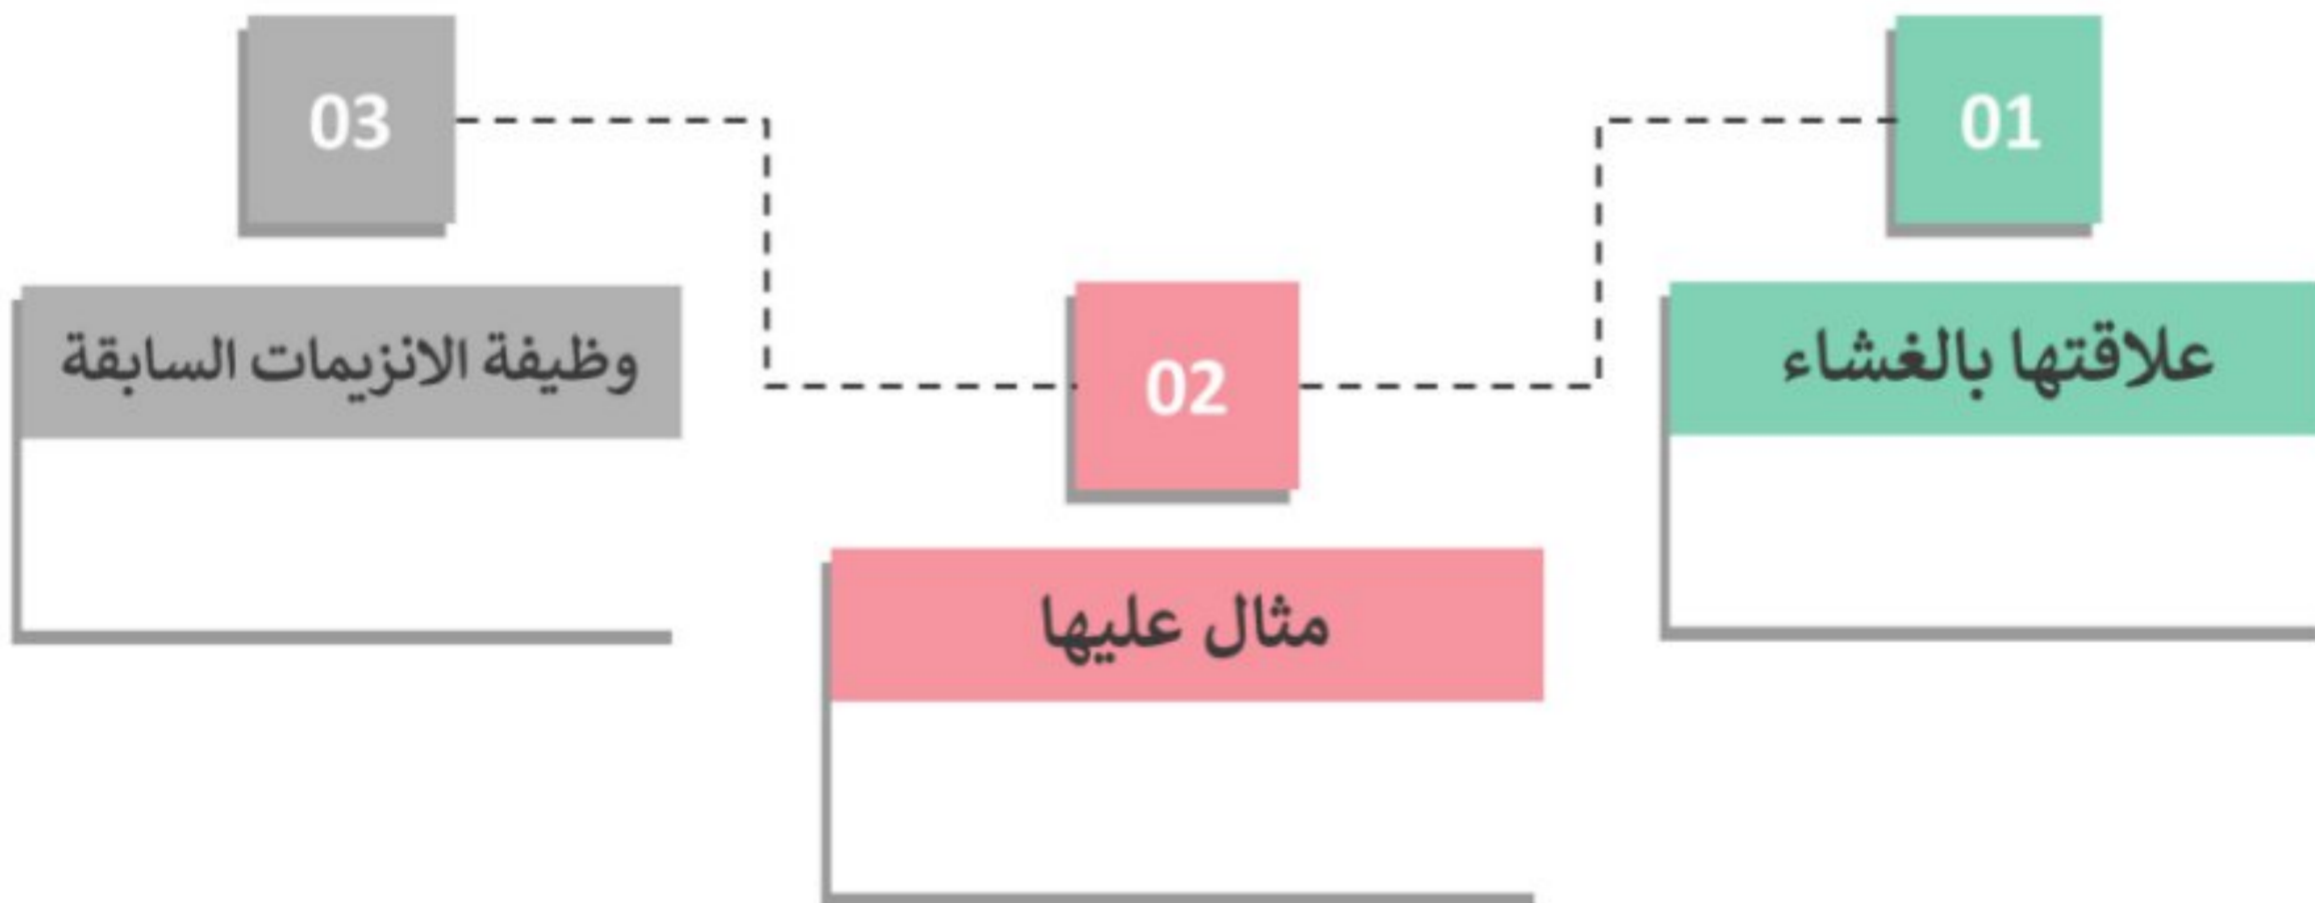 01
علاقتها بالغشاء
02
مثال عليها
03
وظيفة الانزيمات السابقة